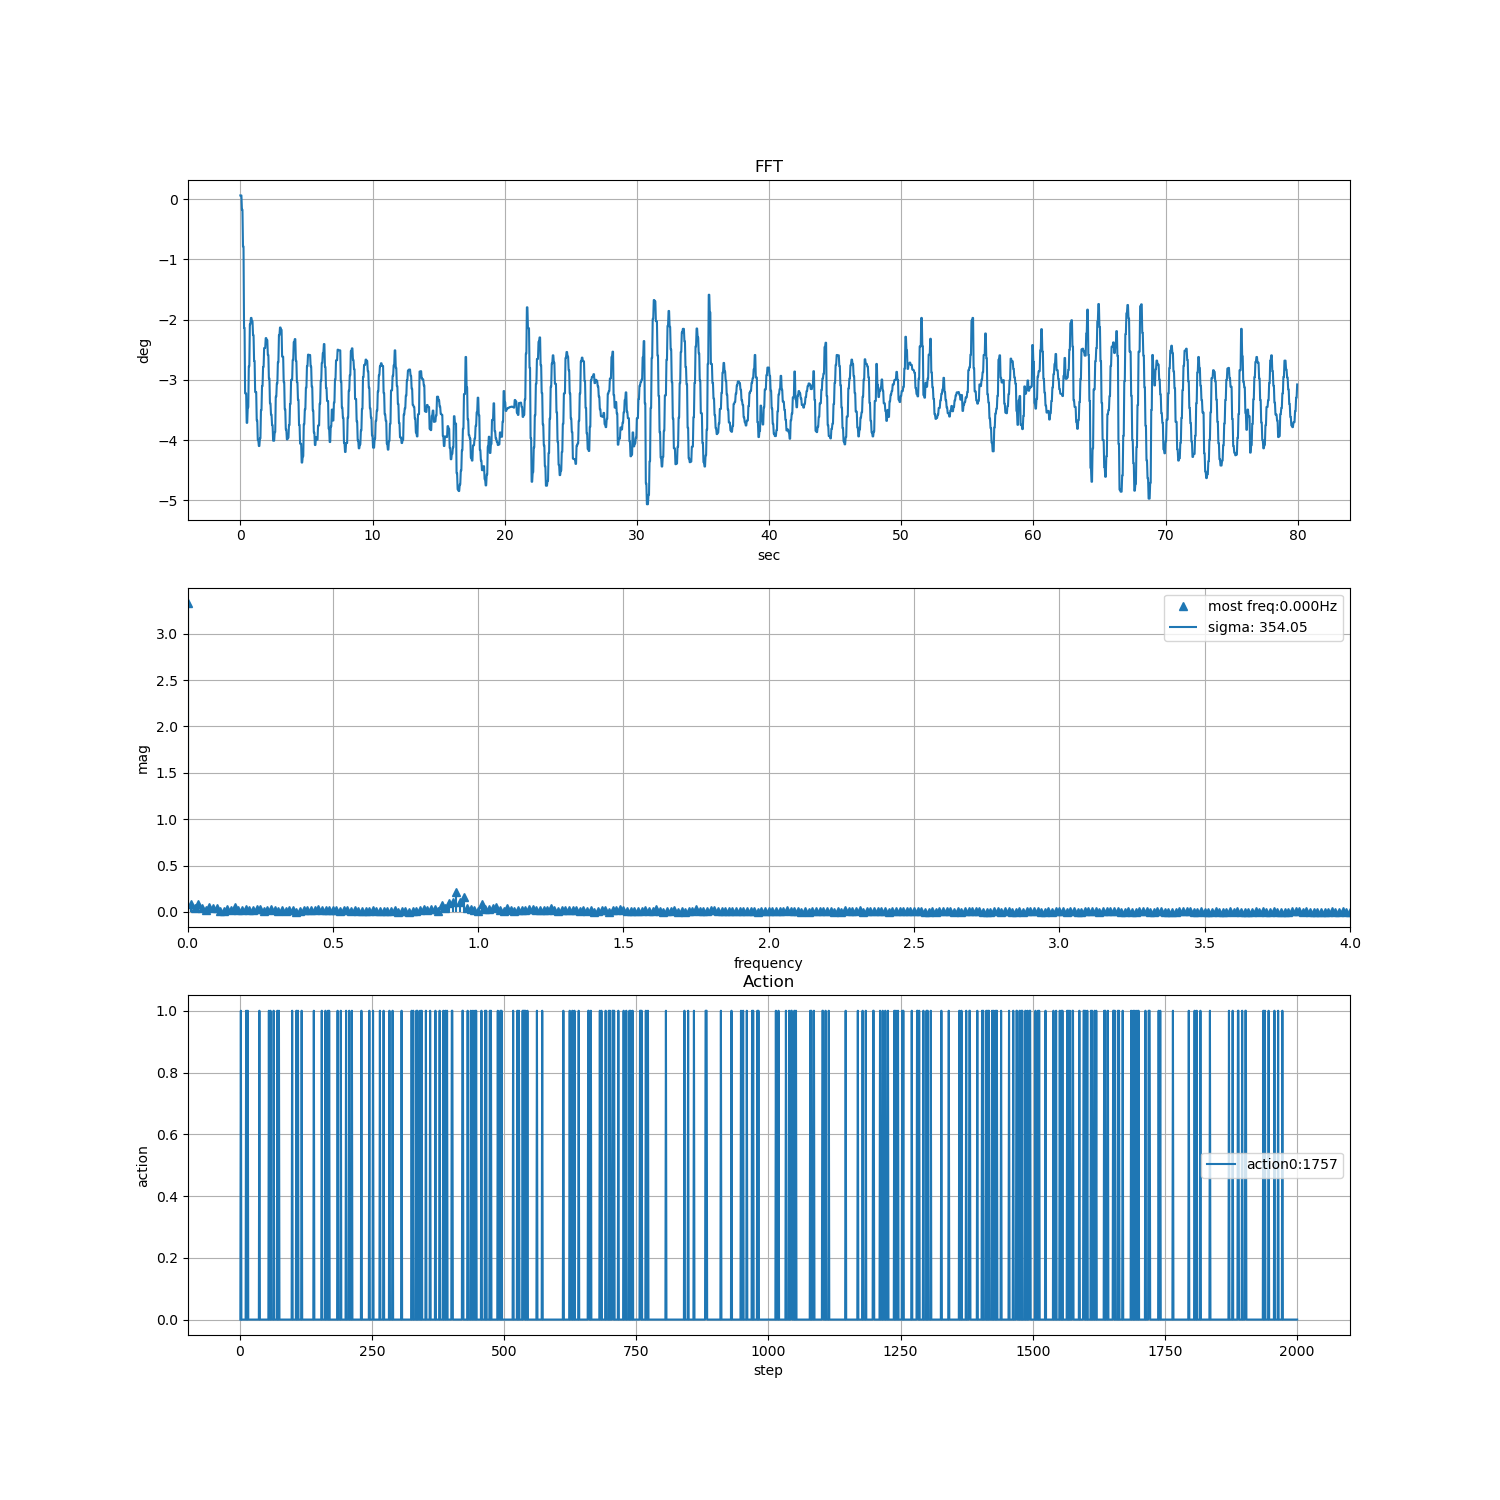 FFT
0
−1
−2
−3
−4
−5
deg
0 10 20 30 40 50 60 70 80
sec
most freq:0.000Hz
sigma: 354.05
3.0
2.5
2.0
1.5
1.0
0.5
0.0
mag
0.0 0.5 1.0 1.5 2.0 2.5 3.0 3.5 4.0
frequency
Action
1.0
0.8
0.6
0.4
0.2
0.0
action
action0:1757
0 250 500 750 1000 1250 1500 1750 2000
step